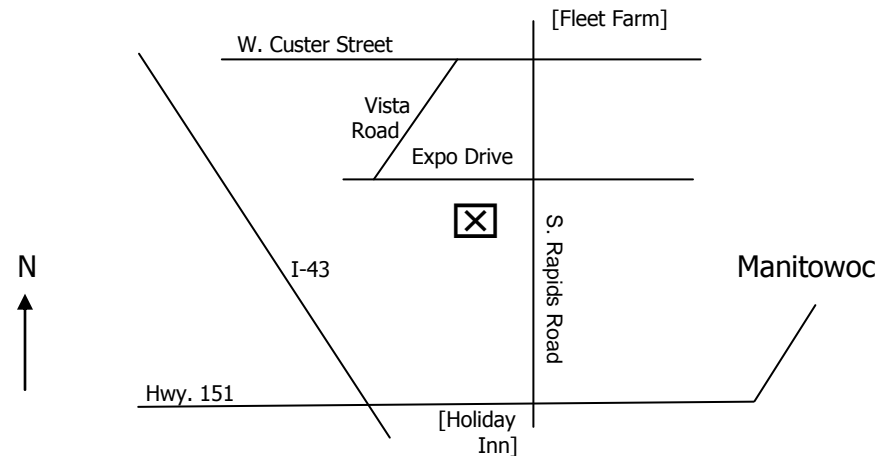 [Fleet Farm]
W. Custer Street
Vista
Road
Expo Drive
S. Rapids Road
N
I-43
Manitowoc
Hwy. 151
[Holiday
Inn]